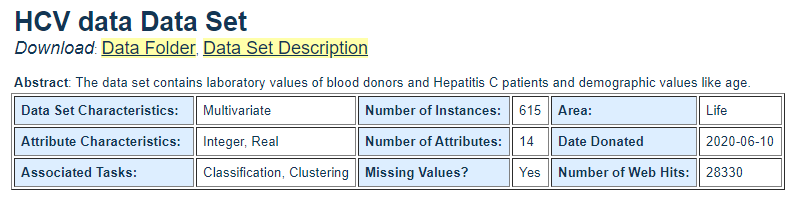 HCV data Data Set
Download: Data Folder, Data Set Description
Abstract: The data set contains laboratory values of blood donors and Hepatitis C patients and demographic values like age.
Data Set Characteristics: Multivariate Number of Instances: 615 Area: Life
Attribute Characteristics: Integer, Real Number of Attributes: 14 Date Donated 2020-06-10
Associated Tasks: Classification, Clustering Missing Values? Yes Number of Web Hits: 28330